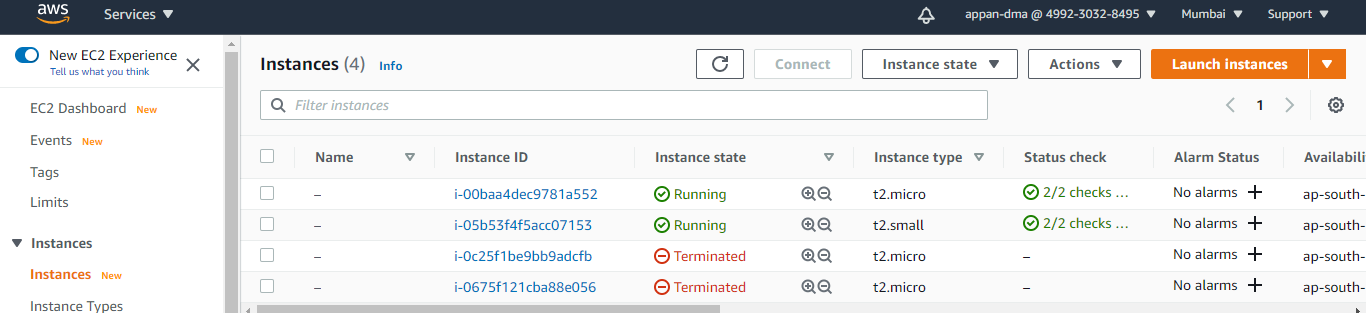 aws Services appan-dma @ 4992-3032-8495 Mumbai Support
New EC2 Experience
Tell us what you think
EC2 Dashboard New
Events New
Tags
Limits
Instances
Instances New
Instance Types
Instances (4) Info Connect Instance state Actions Launch instances
Filter instances 1
Name Instance ID Instance state Instance type Status check Alarm Status Availabili
– i-00baa4dec9781a552 Running t2.micro 2/2 checks ... No alarms + ap-south-
– i-05b53f4f5acc07153 Running t2.small 2/2 checks ... No alarms + ap-south-
– i-0c25f1be9bb9adcfb Terminated t2.micro – No alarms + ap-south-
– i-0675f121cba88e056 Terminated t2.micro – No alarms + ap-south-